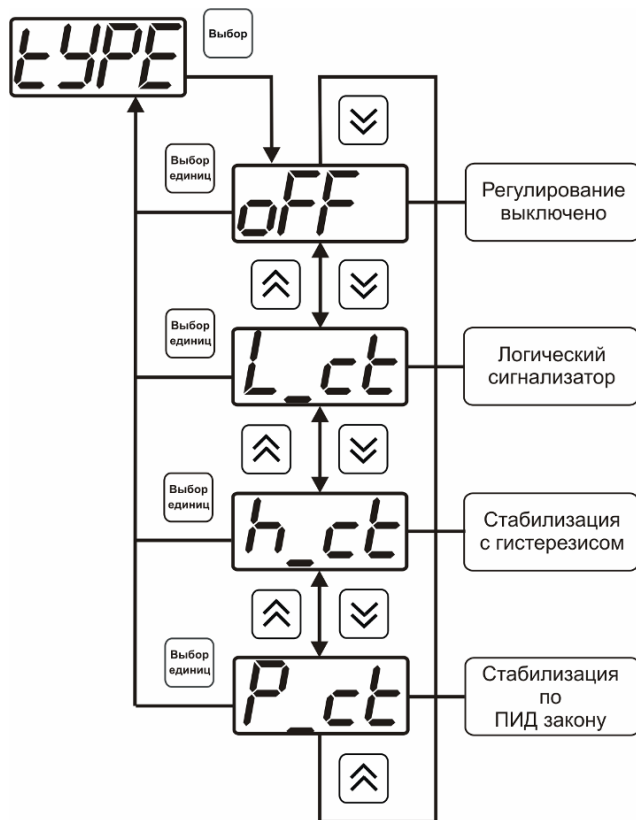 tYPE
Выбор
Выбор
единиц
oFF
Регулирование
выключено
Выбор
единиц
L_ct
Логический
сигнализатор
Выбор
единиц
h_ct
Стабилизация
с гистерезисом
Выбор
единиц
P_ct
Стабилизация
по
ПИД закону